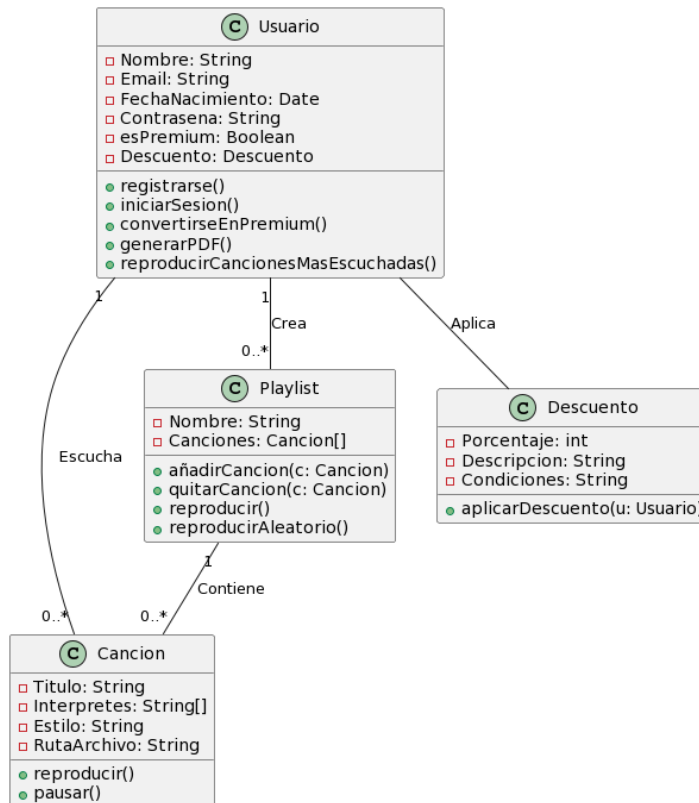 C Usuario
Nombre: String
Email: String
FechaNacimiento: Date
Contrasena: String
esPremium: Boolean
Descuento: Descuento
registrarse()
iniciarSesion()
convertirseEnPremium()
generarPDF()
reproducirCancionesMasEscuchadas()
1
1
Crea
Aplica
0..*
C Playlist
Nombre: String
Canciones: Cancion[]
añadirCancion(c: Cancion)
quitarCancion(c: Cancion)
reproducir()
reproducirAleatorio()
C Descuento
Porcentaje: int
Descripcion: String
Condiciones: String
aplicarDescuento(u: Usuario)
Escucha
1
Contiene
0..*
0..*
C Cancion
Titulo: String
Interpretes: String[]
Estilo: String
RutaArchivo: String
reproducir()
pausar()